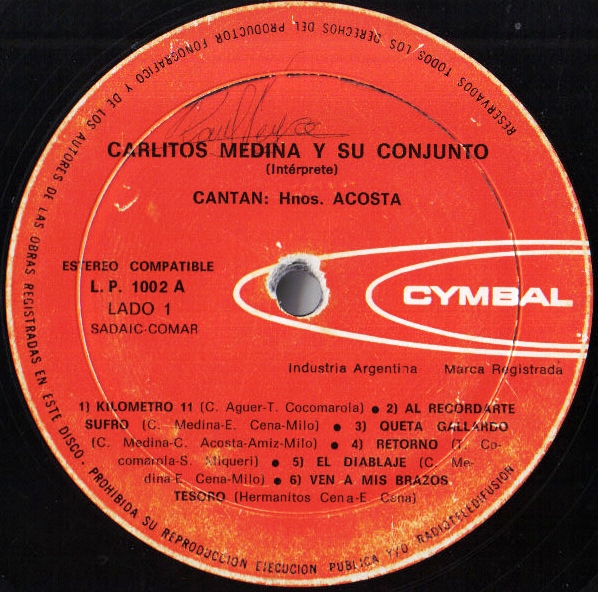 RESERVADOS TODOS LOS DERECHOS DEL PRODUCTOR FONOGRAFICO Y DE LOS AUTORES DE LAS OBRAS REGISTRADAS EN ESTE DISCO- PROHIBIDA SU REPRODUCCION EJECUCION PUBLICA Y/O RADIOTELEDIFUSION
CARLITOS MEDINA Y SU CONJUNTO
(Intérprete)
CANTAN: Hnos. ACOSTA
ESTEREO COMPATIBLE
L.P. 1002 A
LADO 1
SADAIC-COMAR
CYMBAL
Industria Argentina Marca Registrada
1) KILOMETRO 11 (C. Aguer-T. Cocomarola) ● 2) AL RECORDARTE
SUFRO (C. Medina-E. Cena-Milo) ● 3) QUETA GALLARDO
(C. Medina-C. Acosta-Amiz-Milo) ● 4) RETORNO (T. Co-
comarola-S. Miqueri) ● 5) EL DIABLAJE (C. Me-
dina-E. Cena-Milo) ● 6) VEN A MIS BRAZOS
TESORO (Hermanitos Cena-E Cena)